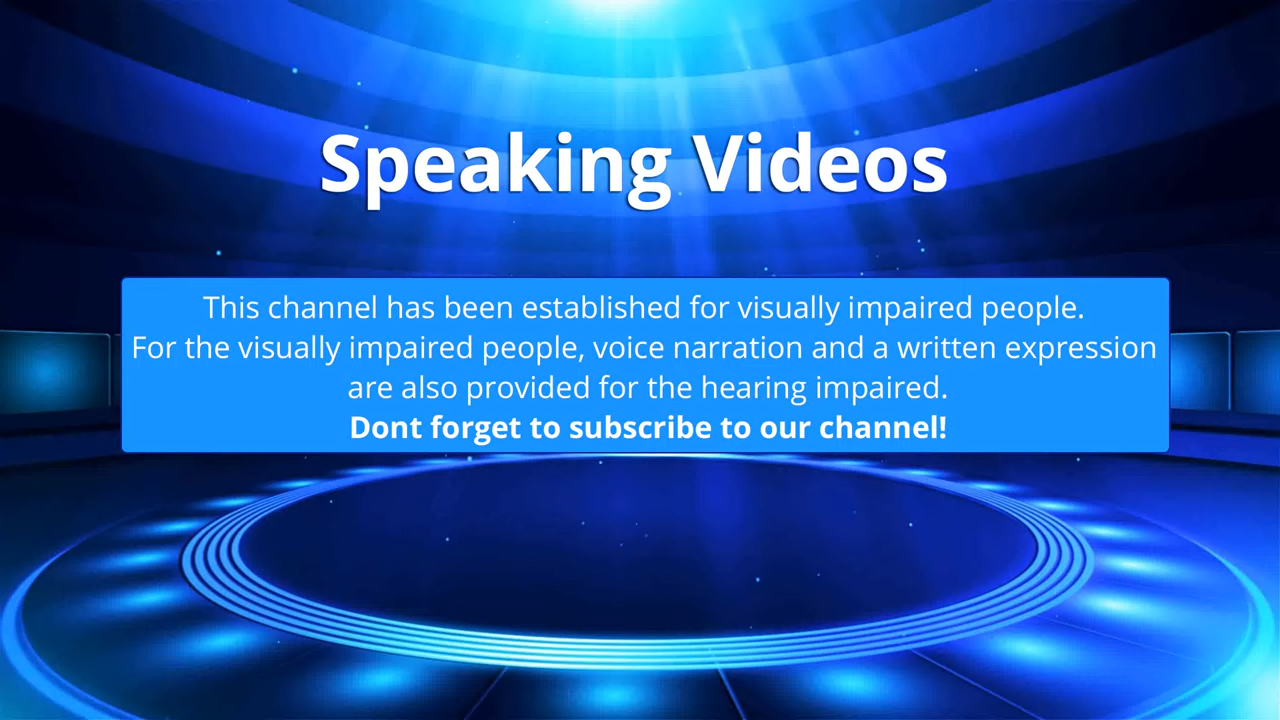 Speaking Videos
This channel has been established for visually impaired people.
For the visually impaired people, voice narration and a written expression
are also provided for the hearing impaired.
Dont forget to subscribe to our channel!